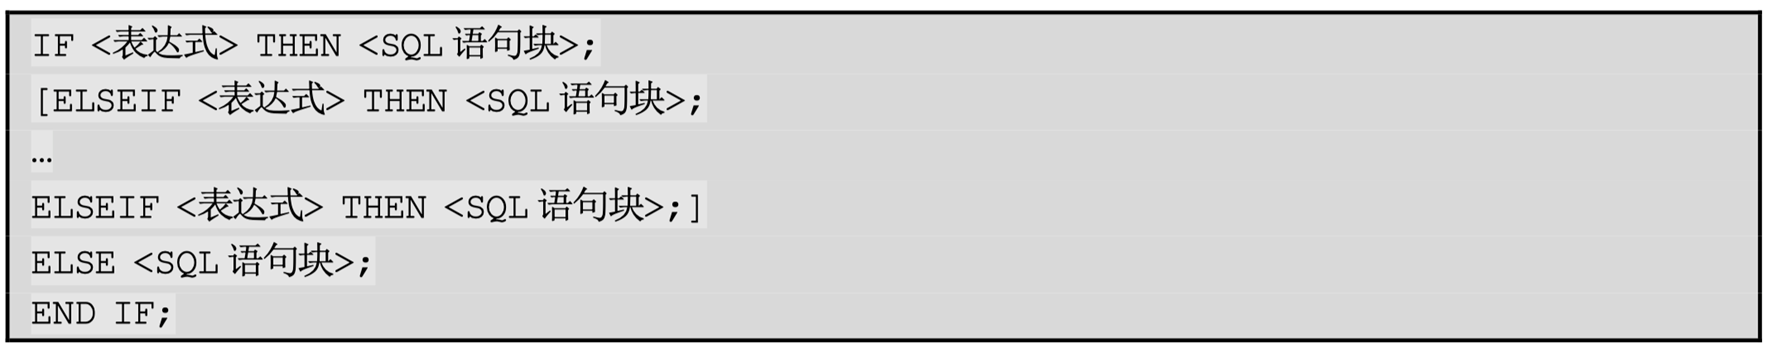 IF <表达式> THEN <SQL 语句块>;
[ELSEIF <表达式> THEN <SQL 语句块>;
…
ELSEIF <表达式> THEN <SQL 语句块>;]
ELSE <SQL 语句块>;
END IF;